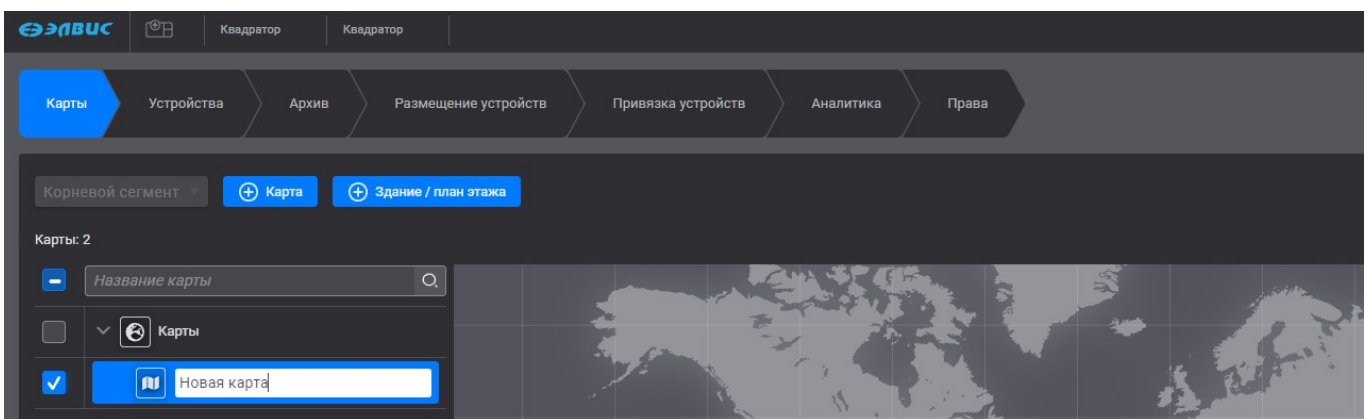 ЭЛВИС Квадратор Квадратор
Карты Устройства Архив Размещение устройств Привязка устройств Аналитика Права
Корневой сегмент Карта Здание / план этажа
Карты: 2
Название карты
Карты
Новая карта